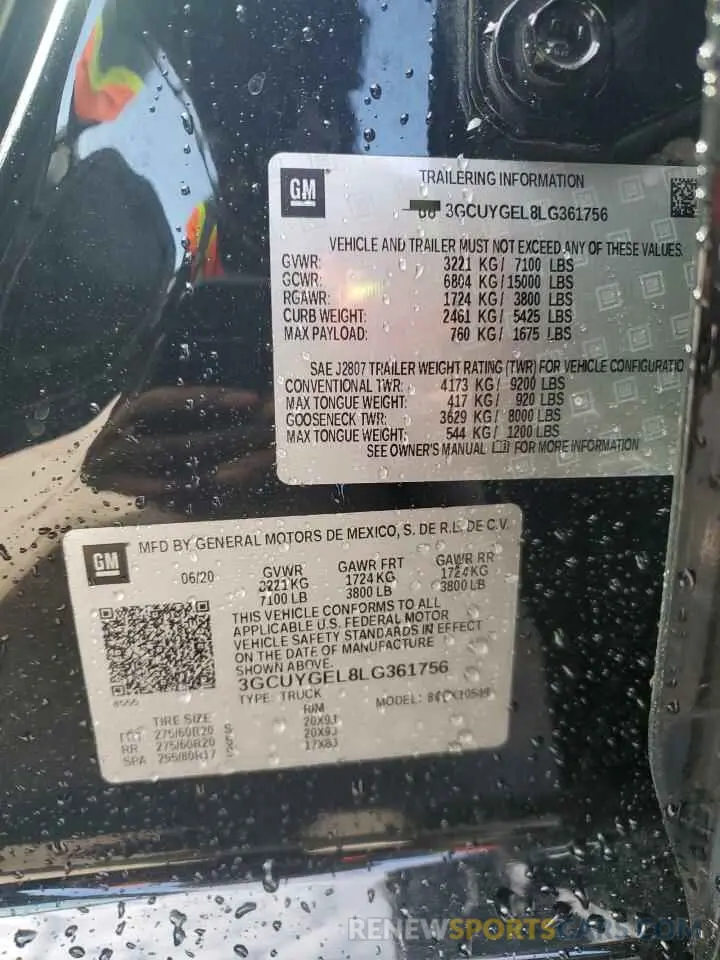 GM
TRAILERING INFORMATION
3GCUYGEL8LG361756
VEHICLE AND TRAILER MUST NOT EXCEED ANY OF THESE VALUES.
GVWR: 3221 KG/ 7100 LBS
GCWR: 6804 KG/ 15000 LBS
RGAWR: 1724 KG/ 3800 LBS
CURB WEIGHT: 2461 KG/ 5425 LBS
MAX PAYLOAD: 760 KG/ 1675 LBS
SAE J2807 TRAILER WEIGHT RATING (TWR) FOR VEHICLE CONFIGURATIO
CONVENTIONAL TWR: 4173 KG/ 9200 LBS
MAX TONGUE WEIGHT: 417 KG/ 920 LBS
GOOSENECK TWR: 3629 KG/ 8000 LBS
MAX TONGUE WEIGHT: 544 KG/ 1200 LBS
SEE OWNER'S MANUAL FOR MORE INFORMATION
GM
MFD BY GENERAL MOTORS DE MEXICO, S. DE R.L. DE C.V.
06/20 GVWR GAWR FRT GAWR RR
3221 KG 1724 KG 1724 KG
7100 LB 3800 LB 3800 LB
THIS VEHICLE CONFORMS TO ALL
APPLICABLE U.S. FEDERAL MOTOR
VEHICLE SAFETY STANDARDS IN EFFECT
ON THE DATE OF MANUFACTURE
SHOWN ABOVE.
3GCUYGEL8LG361756
TYPE: TRUCK MODEL:
TIRE SIZE RIM
275/60R20 S 20X9J
RR 275/60R20 S 20X9J
SPA 255/80R17 17X8J
RENEWSPORTSCARS.COM